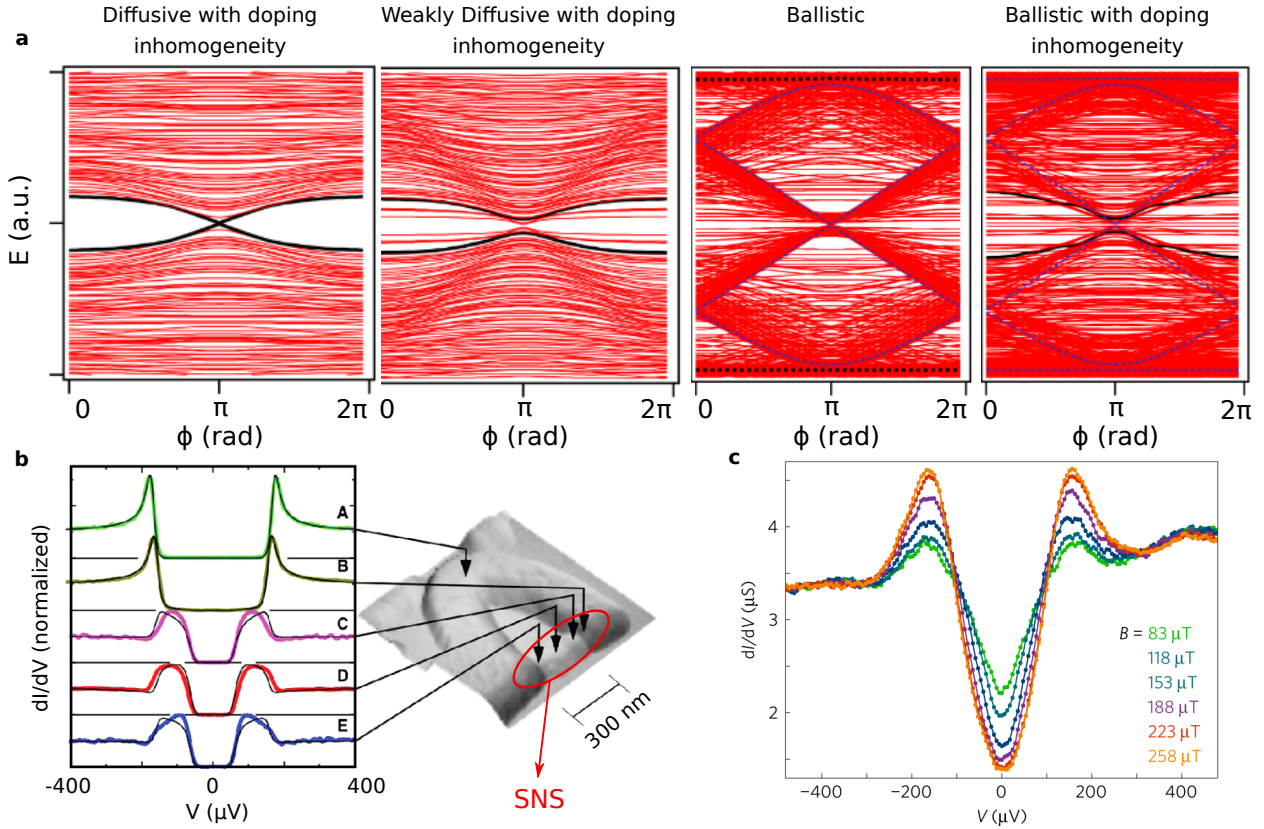 Diffusive with doping
inhomogeneity
Weakly Diffusive with doping
inhomogeneity
Ballistic
Ballistic with doping
inhomogeneity
a
E (a.u.)
0 π 2π
ϕ (rad)
0 π 2π
ϕ (rad)
0 π 2π
ϕ (rad)
0 π 2π
ϕ (rad)
b
dI/dV (normalized)
A
B
C
D
E
-400 0 400
V (μV)
300 nm
SNS
c
dI/dV (μS)
4
3
2
B = 83 μT
118 μT
153 μT
188 μT
223 μT
258 μT
−400 −200 0 200 400
V (μV)